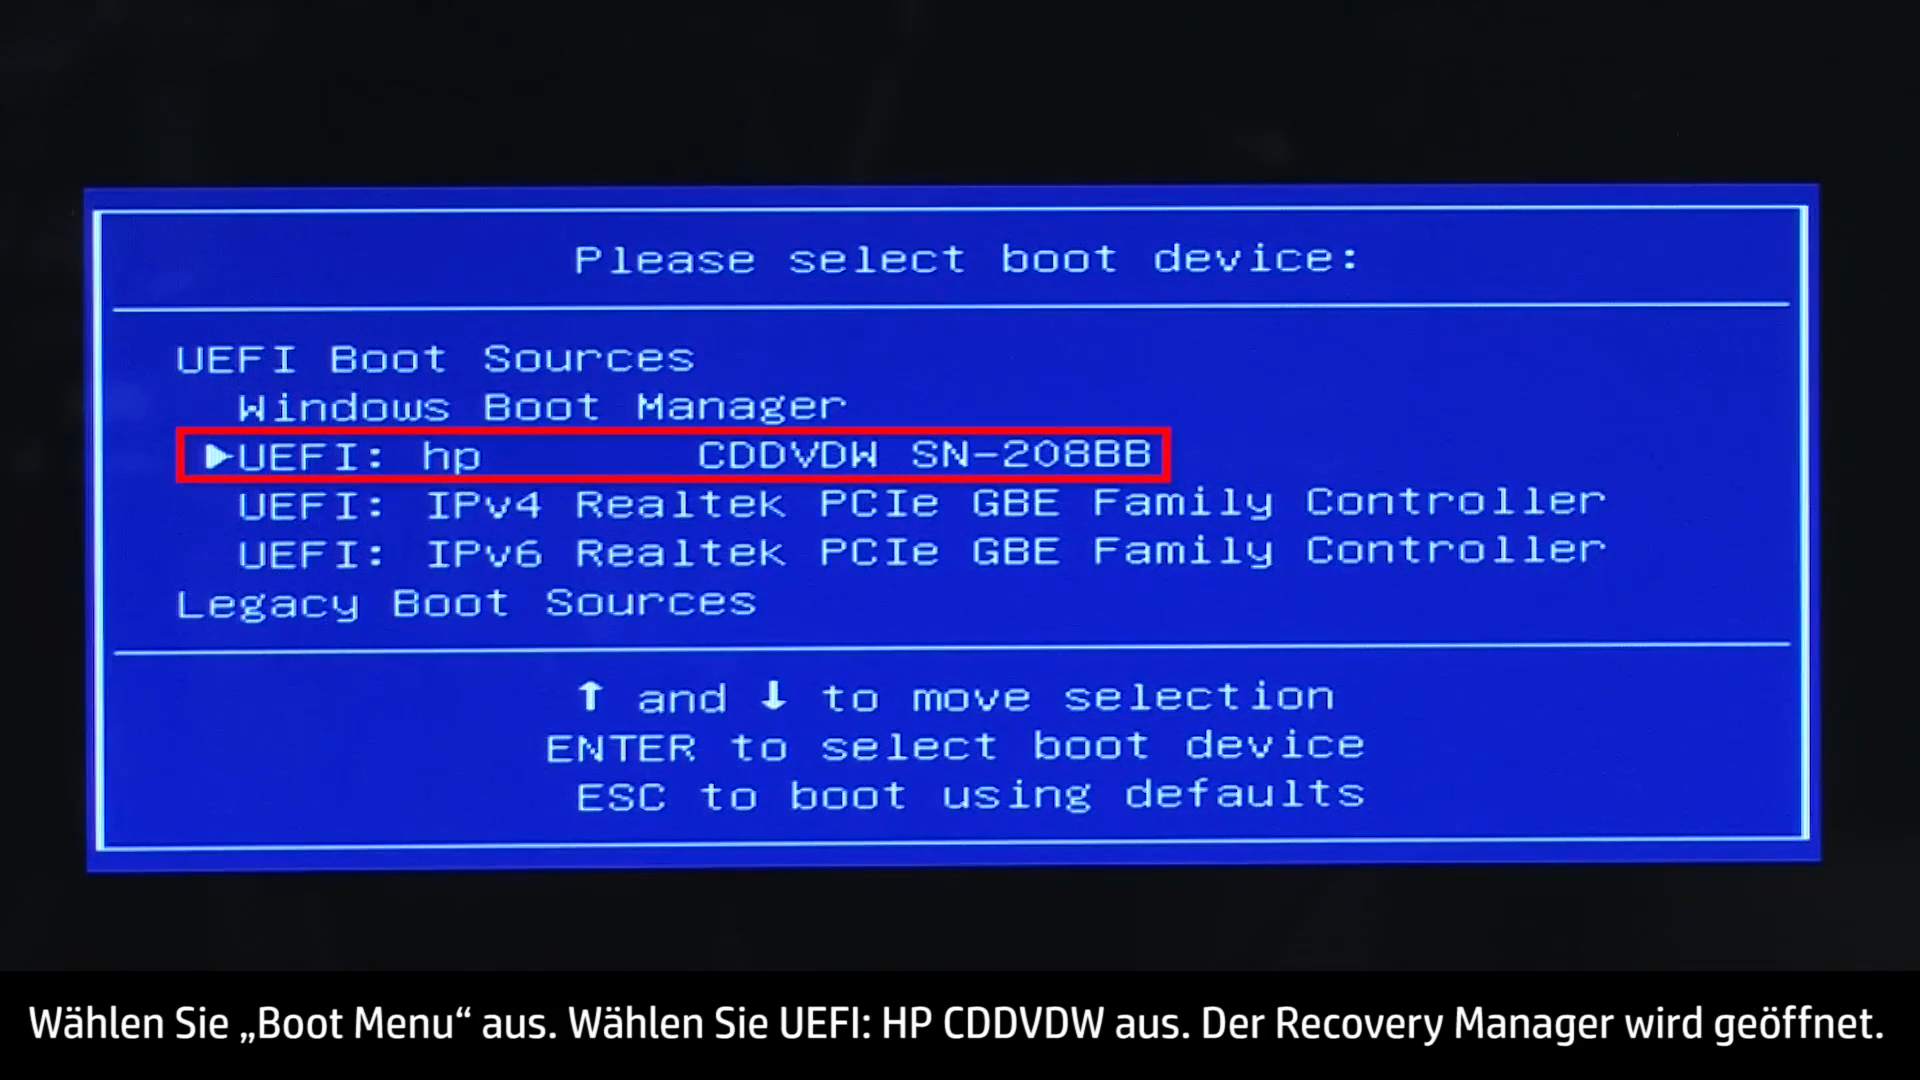 Please select boot device:
UEFI Boot Sources
Windows Boot Manager
▶UEFI: hp CDDVDW SN-208BB
UEFI: IPv4 Realtek PCIe GBE Family Controller
UEFI: IPv6 Realtek PCIe GBE Family Controller
Legacy Boot Sources
↑ and ↓ to move selection
ENTER to select boot device
ESC to boot using defaults
Wählen Sie „Boot Menu“ aus. Wählen Sie UEFI: HP CDDVDW aus. Der Recovery Manager wird geöffnet.